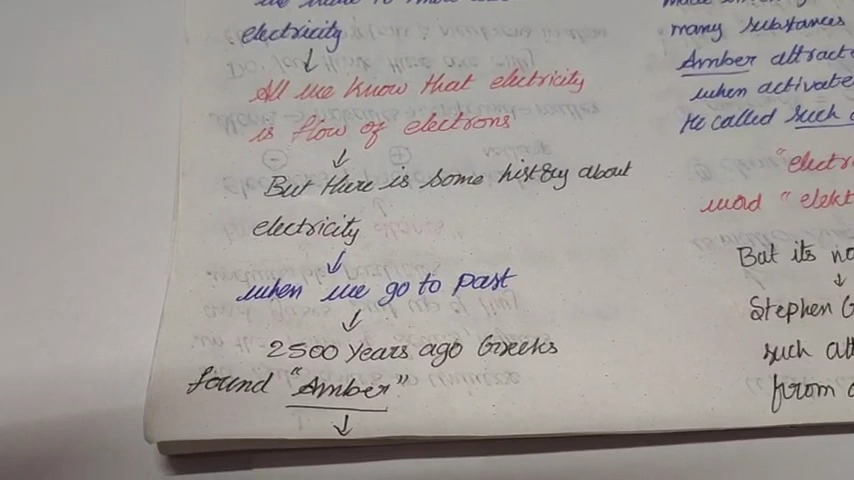 electricity
↓
All we know that electricity
is flow of electrons
↓
But there is some history about
electricity
↓
when we go to past
↓
2500 years ago Greeks
found "Amber"
↓
many substances
Amber attract
when activate
He called such
"electr
word "elekt
But its no
↓
Stephen G
such att
from